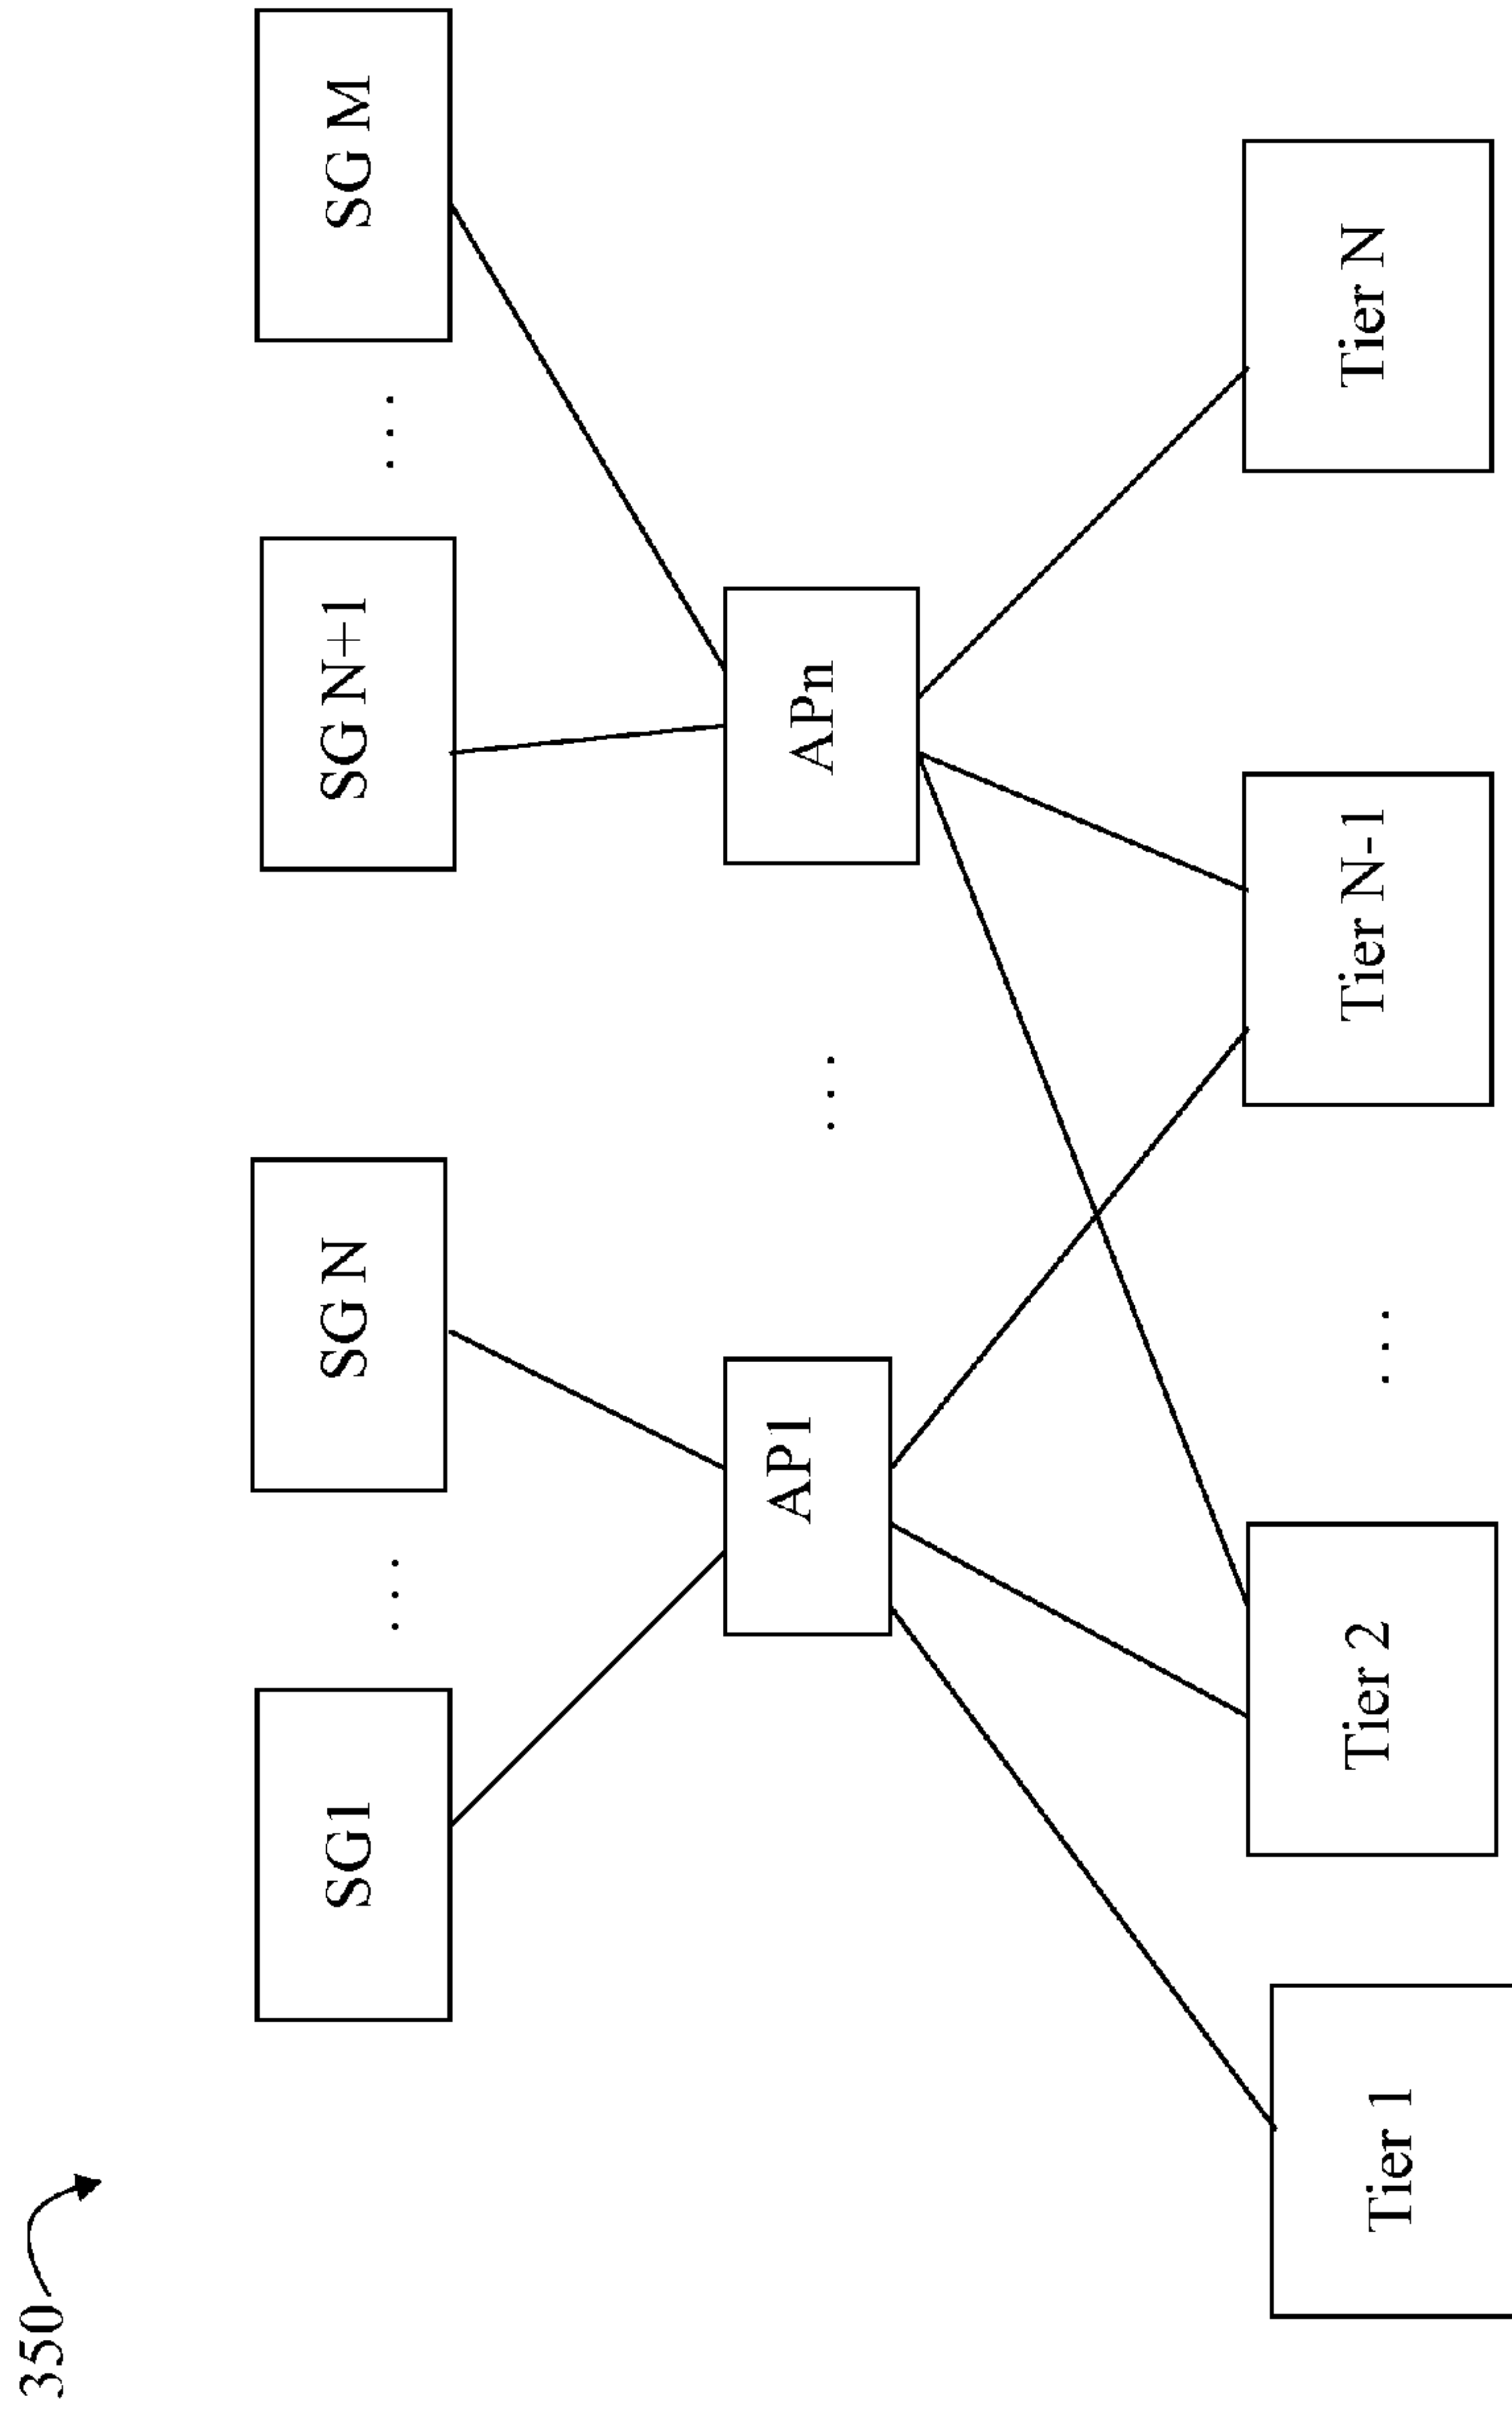 350
SG1
. . .
SG N
SG N+1
. . .
SG M
AP1
. . .
APn
Tier 1
Tier 2
. . .
Tier N-1
Tier N